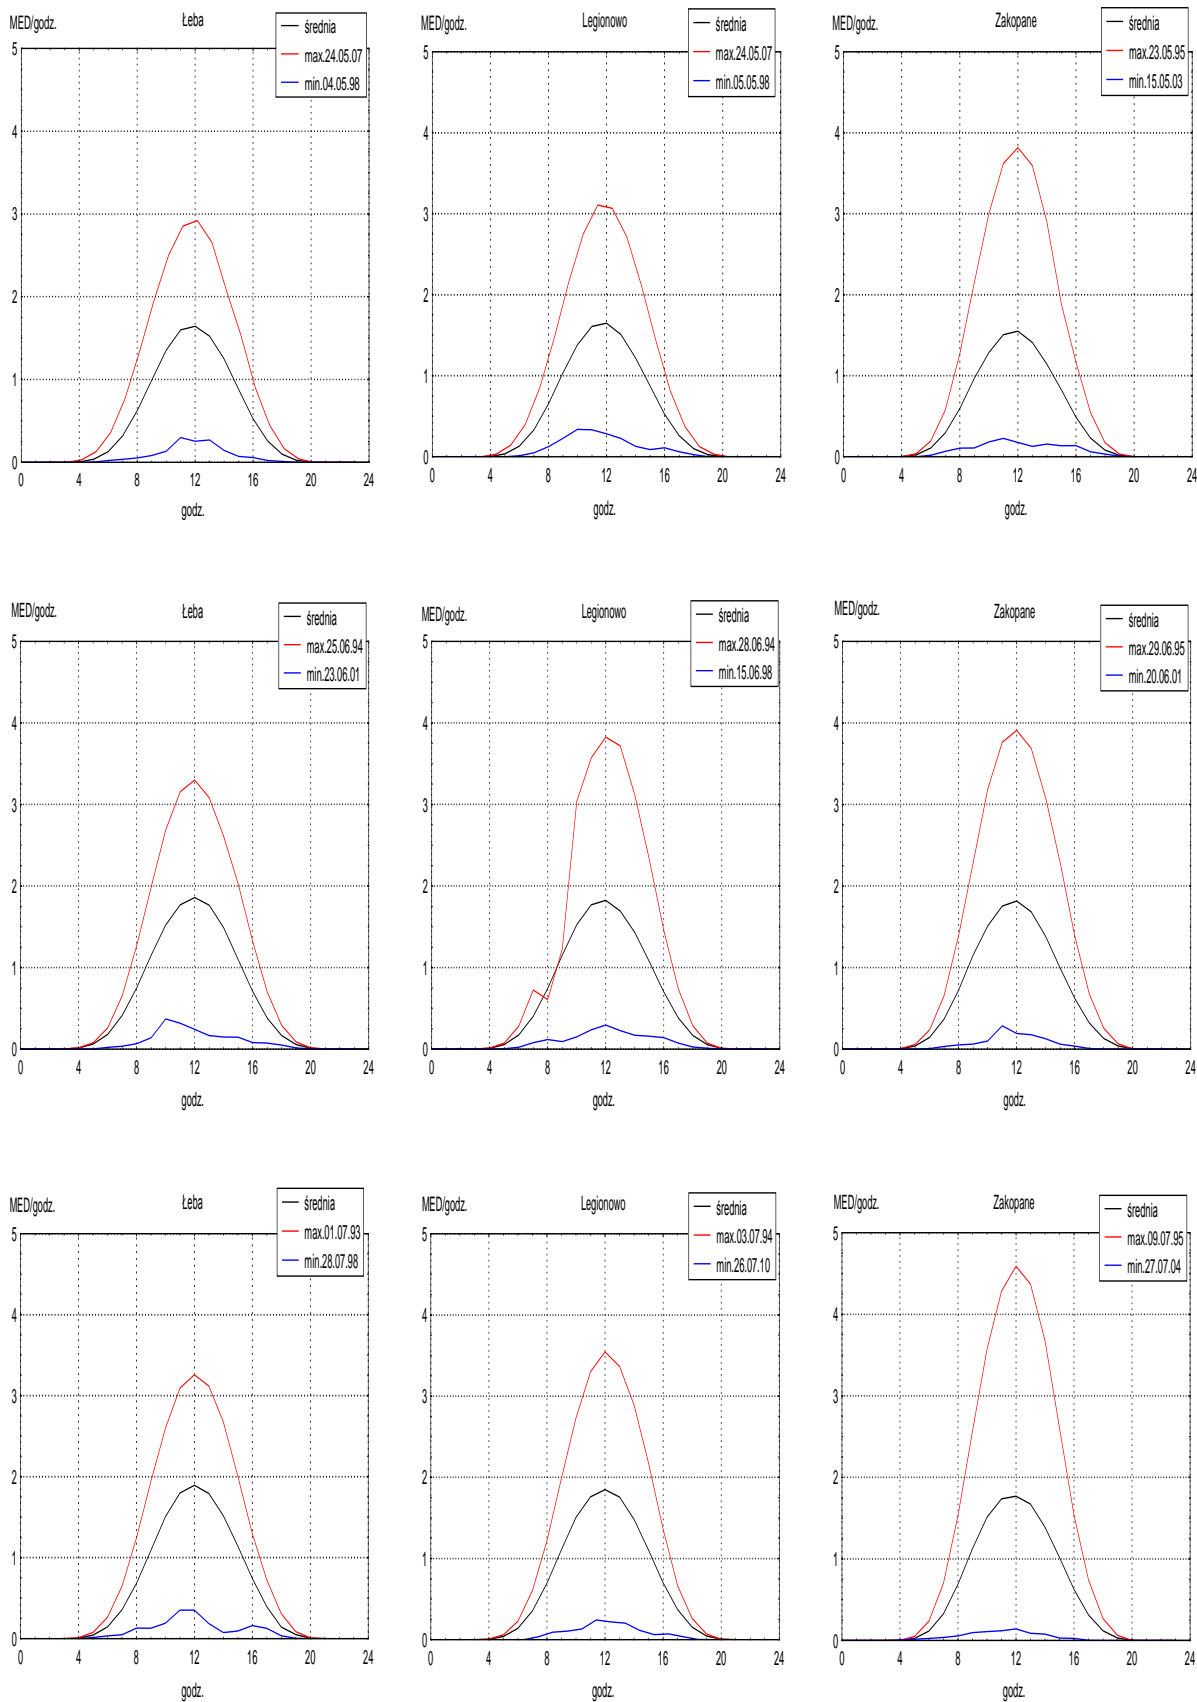 MED/godz. Łeba
średnia
max.24.05.07
min.04.05.98
5
4
3
2
1
0
0 4 8 12 16 20 24
godz.
MED/godz. Legionowo
średnia
max.24.05.07
min.05.05.98
5
4
3
2
1
0
0 4 8 12 16 20 24
godz.
MED/godz. Zakopane
średnia
max.23.05.95
min.15.05.03
5
4
3
2
1
0
0 4 8 12 16 20 24
godz.
MED/godz. Łeba
średnia
max.25.06.94
min.23.06.01
5
4
3
2
1
0
0 4 8 12 16 20 24
godz.
MED/godz. Legionowo
średnia
max.28.06.94
min.15.06.98
5
4
3
2
1
0
0 4 8 12 16 20 24
godz.
MED/godz. Zakopane
średnia
max.29.06.95
min.20.06.01
5
4
3
2
1
0
0 4 8 12 16 20 24
godz.
MED/godz. Łeba
średnia
max.01.07.93
min.28.07.98
5
4
3
2
1
0
0 4 8 12 16 20 24
godz.
MED/godz. Legionowo
średnia
max.03.07.94
min.26.07.10
5
4
3
2
1
0
0 4 8 12 16 20 24
godz.
MED/godz. Zakopane
średnia
max.09.07.95
min.27.07.04
5
4
3
2
1
0
0 4 8 12 16 20 24
godz.